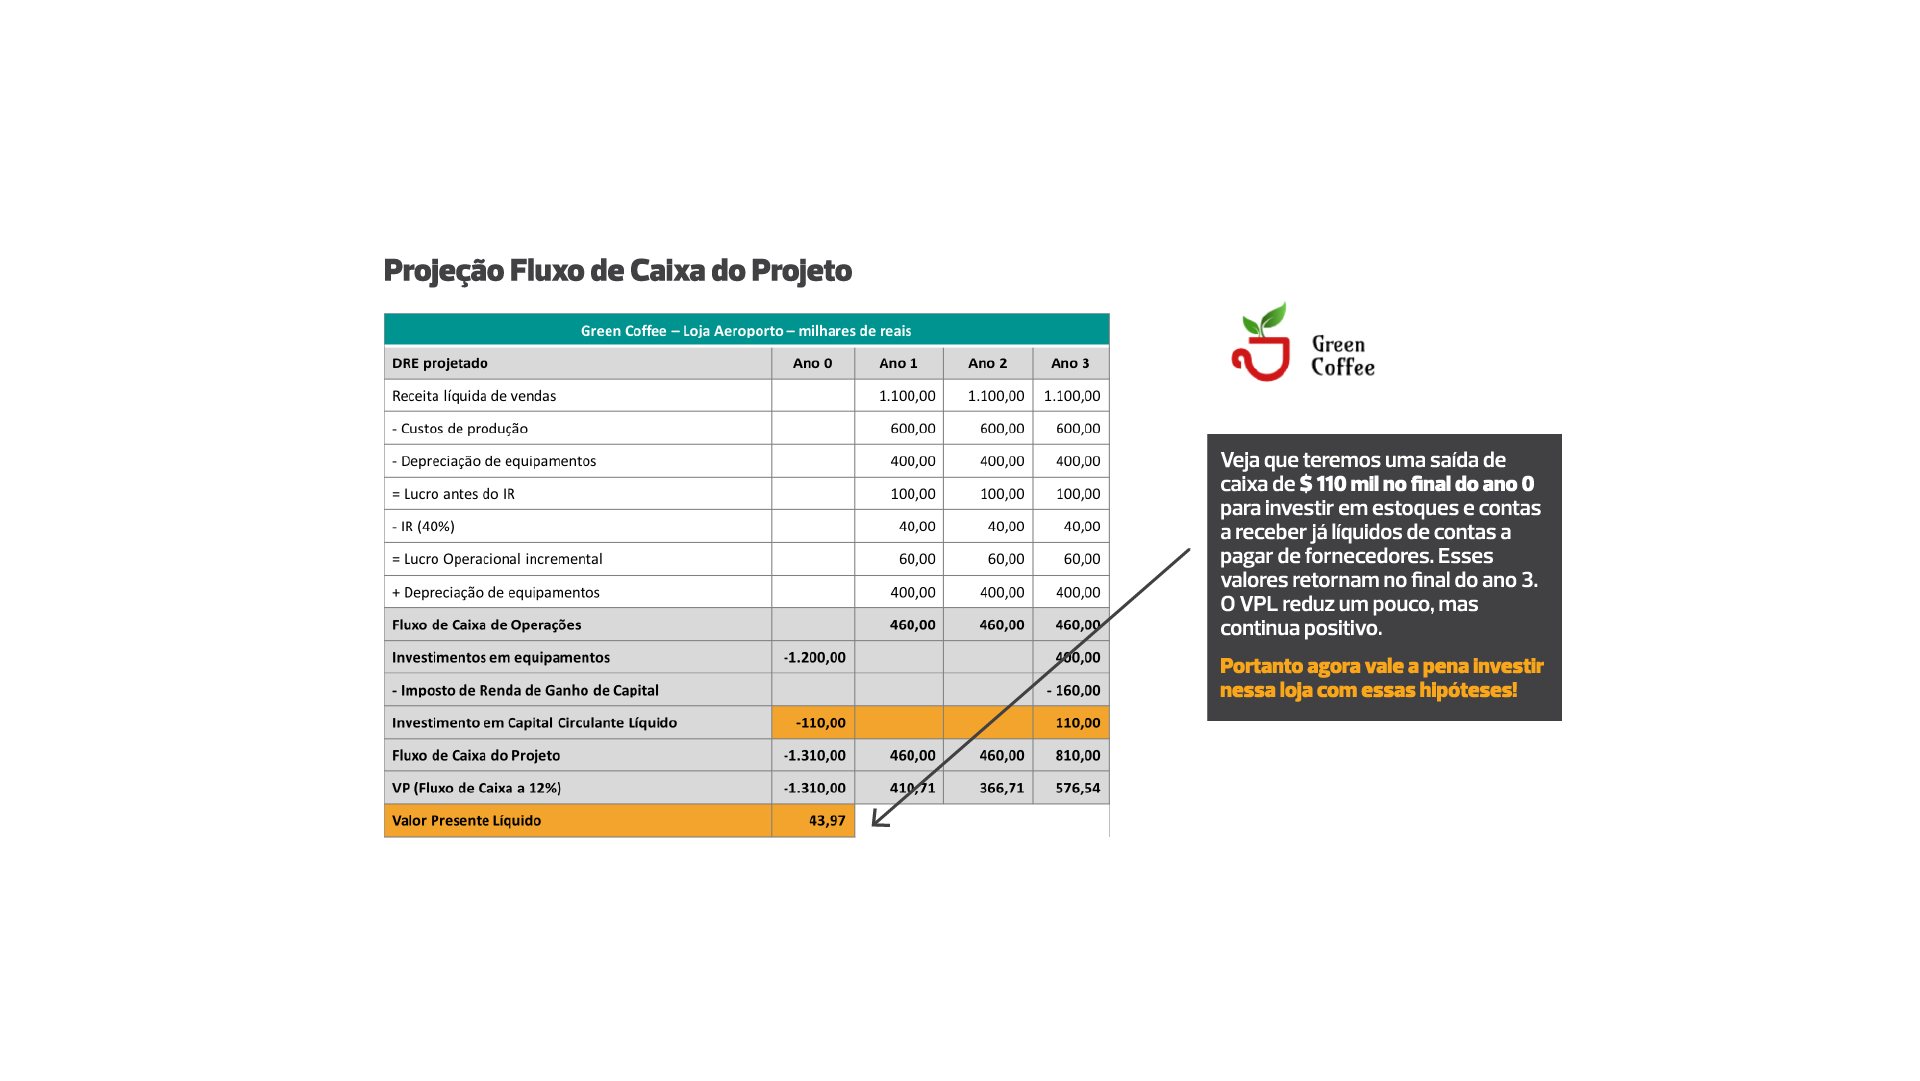 Projeção Fluxo de Caixa do Projeto
Green Coffee – Loja Aeroporto – milhares de reais
DRE projetado Ano 0 Ano 1 Ano 2 Ano 3
Receita líquida de vendas 1.100,00 1.100,00 1.100,00
- Custos de produção 600,00 600,00 600,00
- Depreciação de equipamentos 400,00 400,00 400,00
= Lucro antes do IR 100,00 100,00 100,00
- IR (40%) 40,00 40,00 40,00
= Lucro Operacional incremental 60,00 60,00 60,00
+ Depreciação de equipamentos 400,00 400,00 400,00
Fluxo de Caixa de Operações 460,00 460,00 460,00
Investimentos em equipamentos -1.200,00 400,00
- Imposto de Renda de Ganho de Capital - 160,00
Investimento em Capital Circulante Líquido -110,00 110,00
Fluxo de Caixa do Projeto -1.310,00 460,00 460,00 810,00
VP (Fluxo de Caixa a 12%) -1.310,00 410,71 366,71 576,54
Valor Presente Líquido 43,97
Green
Coffee
Veja que teremos uma saída de
caixa de $ 110 mil no final do ano 0
para investir em estoques e contas
a receber já líquidos de contas a
pagar de fornecedores. Esses
valores retornam no final do ano 3.
O VPL reduz um pouco, mas
continua positivo.
Portanto agora vale a pena investir
nessa loja com essas hipóteses!